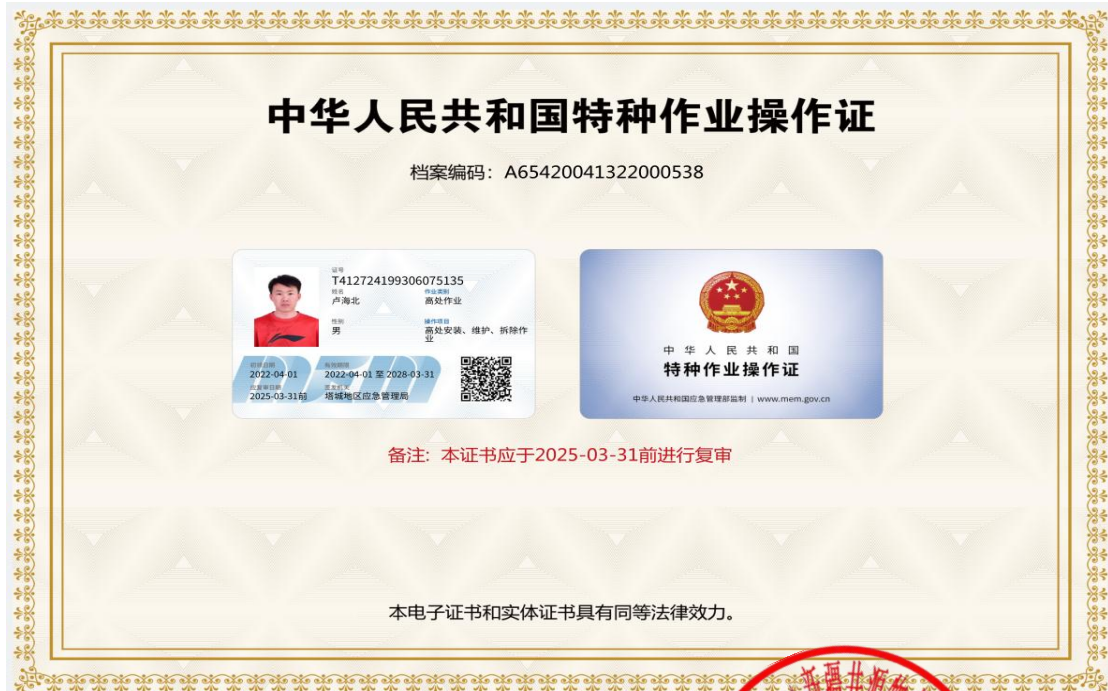 中华人民共和国特种作业操作证
档案编码：A65420041322000538
证号
T412724199306075135
姓名 作业类别
卢海北 高处作业
性别 操作项目
男 高处安装、维护、拆除作
业
初领日期 有效期限
2022-04-01 2022-04-01 至 2028-03-31
应复审日期 签发机关
2025-03-31前 塔城地区应急管理局
中华人民共和国
特种作业操作证
中华人民共和国应急管理部监制 | www.mem.gov.cn
备注: 本证书应于2025-03-31前进行复审
本电子证书和实体证书具有同等法律效力。